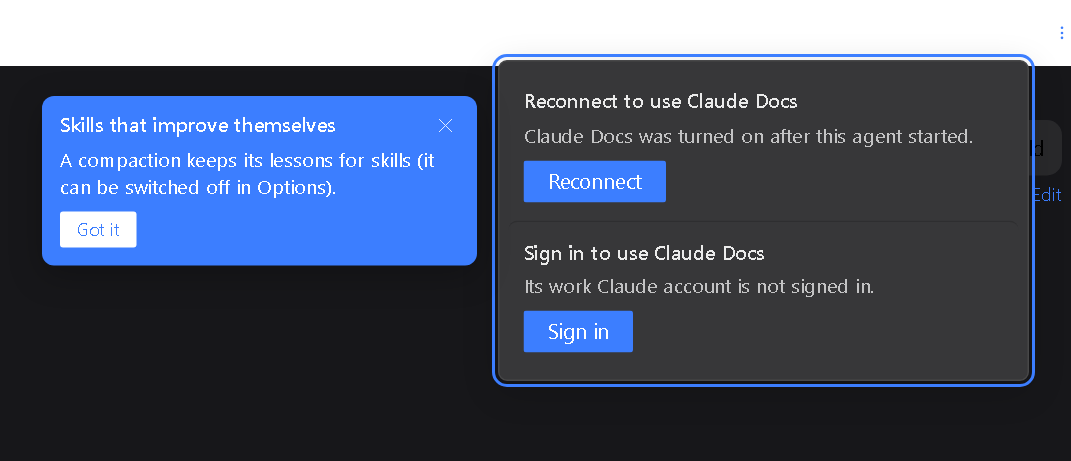 Skills that improve themselves
A compaction keeps its lessons for skills (it
can be switched off in Options).
Got it
Reconnect to use Claude Docs
Claude Docs was turned on after this agent started.
Reconnect
Sign in to use Claude Docs
Its work Claude account is not signed in.
Sign in
Edit